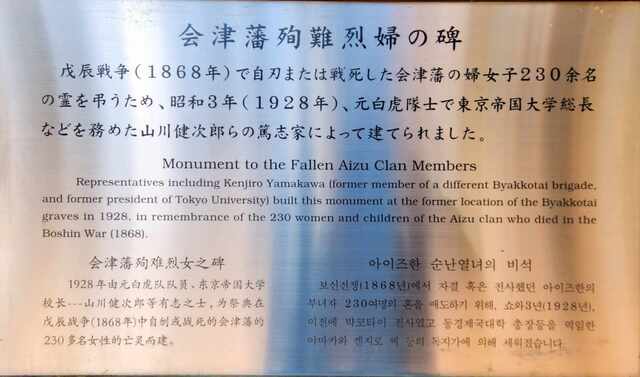 会津藩殉難烈婦の碑
戊辰戦争(1868年)で自刃または戦死した会津藩の婦女子230余名
の霊を弔うため、昭和3年(1928年)、元白虎隊士で東京帝国大学総長
などを務めた山川健次郎らの篤志家によって建てられました。
Monument to the Fallen Aizu Clan Members
Representatives including Kenjiro Yamakawa (former member of a different Byakkotai brigade,
and former president of Tokyo University) built this monument at the former location of the Byakkotai
graves in 1928, in remembrance of the 230 women and children of the Aizu clan who died in the
Boshin War (1868).
会津藩殉难烈女之碑
1928年由元白虎队队员、东京帝国大学
校长---山川健次郎等有志之士,为祭典在
戊辰战争(1868年)中自刎或战死的会津藩的
230多名女性的亡灵而建。
아이즈한 순난열녀의 비석
보신전쟁(1868년)에서 자결 혹은 전사했던 아이즈한의
부녀자 230여명의 혼을 애도하기 위해, 쇼와3년(1928년),
이전에 박코타이 전사였고 동경제국대학 총장등을 역임한
야마카와 켄지로 씨 등의 독지가에 의해 세워졌습니다.